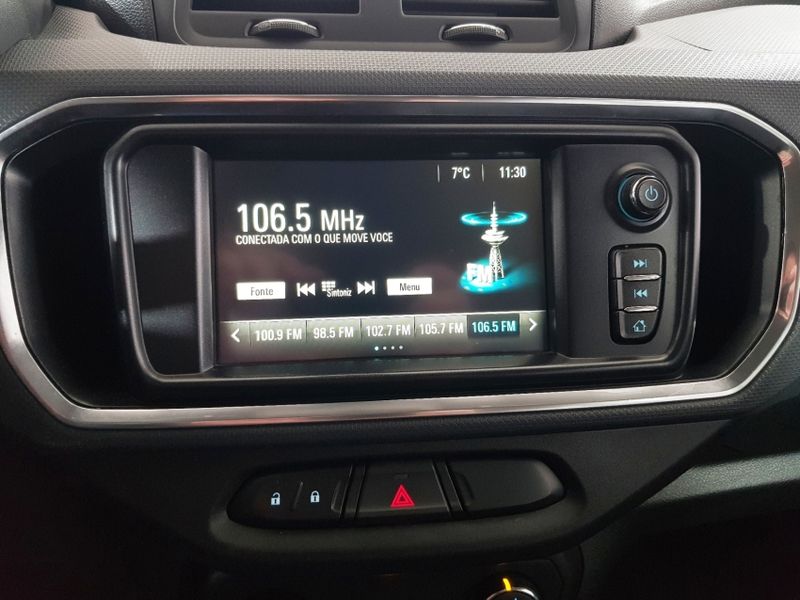 7°C 11:30
106.5 MHz
CONECTADA COM O QUE MOVE VOCE
FM
Fonte Sintoniz Menu
100.9 FM 98.5 FM 102.7 FM 105.7 FM 106.5 FM